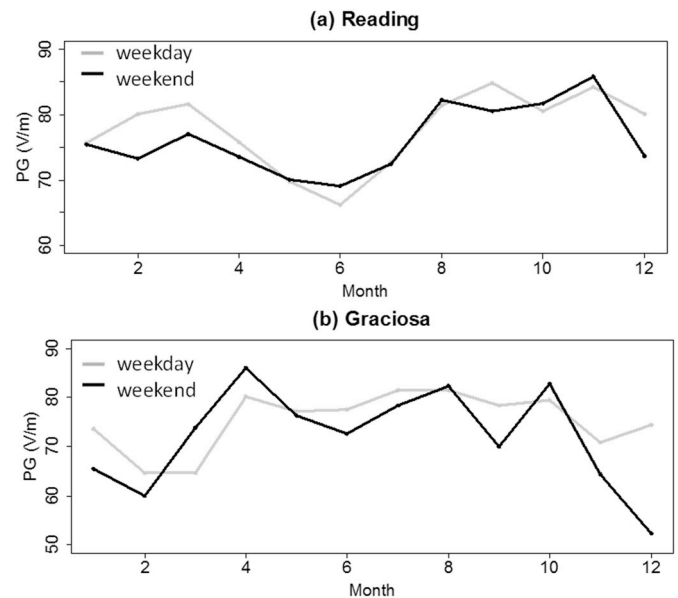 (a) Reading
weekday
weekend
PG (V/m)
90
80
70
60
2 4 6 8 10 12
Month
(b) Graciosa
weekday
weekend
PG (V/m)
90
80
70
60
50
2 4 6 8 10 12
Month